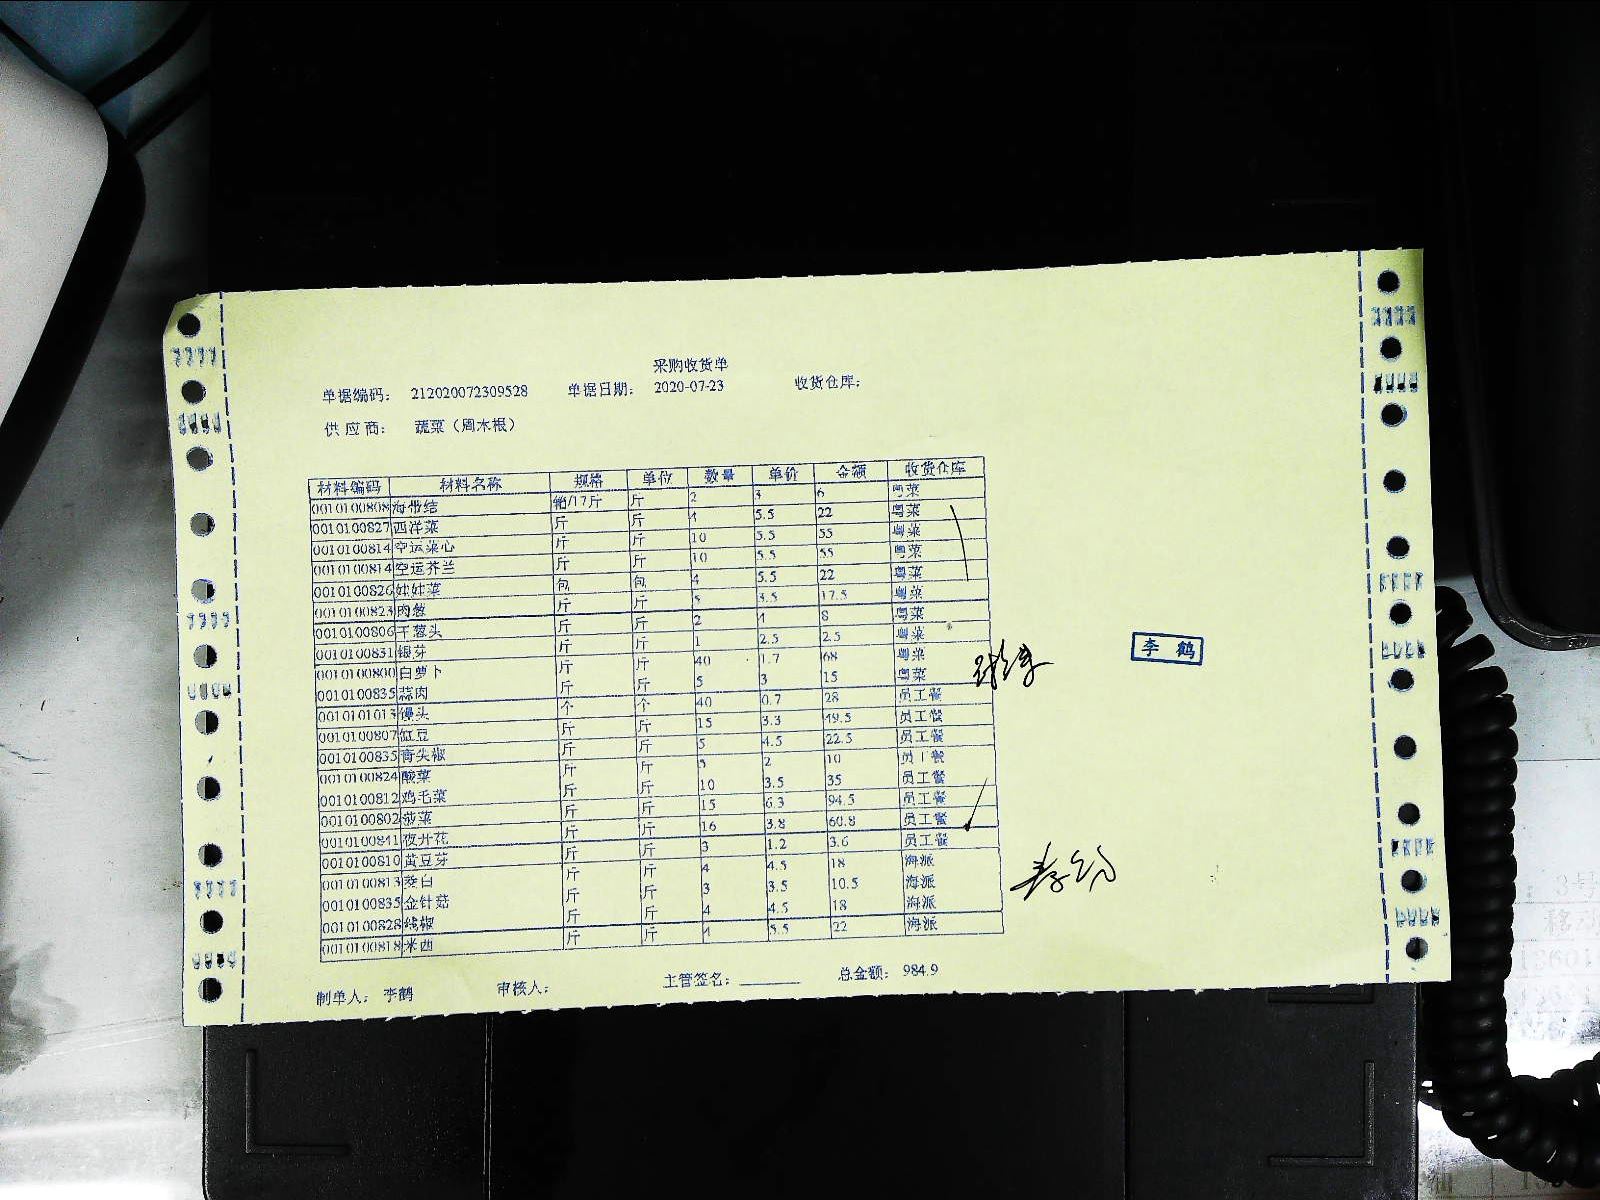 采购收货单
单据编码： 212020072309528 单据日期： 2020-07-23 收货仓库：
供 应 商： 蔬菜（周木根）
材料编码 材料名称 规格 单位 数量 单价 金额 收货仓库
0010100808 海带结 箱/17斤 斤 2 3 6 粤菜
0010100827 西洋菜 斤 斤 4 5.5 22 粤菜
0010100814 空运菜心 斤 斤 10 5.5 55 粤菜
0010100814 空运芥兰 斤 斤 10 5.5 55 粤菜
0010100826 娃娃菜 包 包 4 5.5 22 粤菜
0010100823 肉葱 斤 斤 5 3.5 17.5 粤菜
0010100806 干葱头 斤 斤 2 4 8 粤菜
0010100831 银芽 斤 斤 1 2.5 2.5 粤菜
0010100800 白萝卜 斤 斤 40 1.7 68 粤菜
0010100835 蒜肉 斤 斤 5 3 15 粤菜
0010101013 馒头 个 个 40 0.7 28 员工餐
0010100807 豇豆 斤 斤 15 3.3 49.5 员工餐
0010100835 青尖椒 斤 斤 5 4.5 22.5 员工餐
0010100824 酸菜 斤 斤 5 2 10 员工餐
0010100812 鸡毛菜 斤 斤 10 3.5 35 员工餐
0010100802 菠菜 斤 斤 15 6.3 94.5 员工餐
0010100841 夜开花 斤 斤 16 3.8 60.8 员工餐
0010100810 黄豆芽 斤 斤 3 1.2 3.6 员工餐
0010100813 茭白 斤 斤 4 4.5 18 海派
0010100835 金针菇 斤 斤 3 3.5 10.5 海派
0010100828 线椒 斤 斤 4 4.5 18 海派
0010100818 米西 斤 斤 4 5.5 22 海派
李 鹤
制单人： 李鹤 审核人： 主管签名：______ 总金额： 984.9